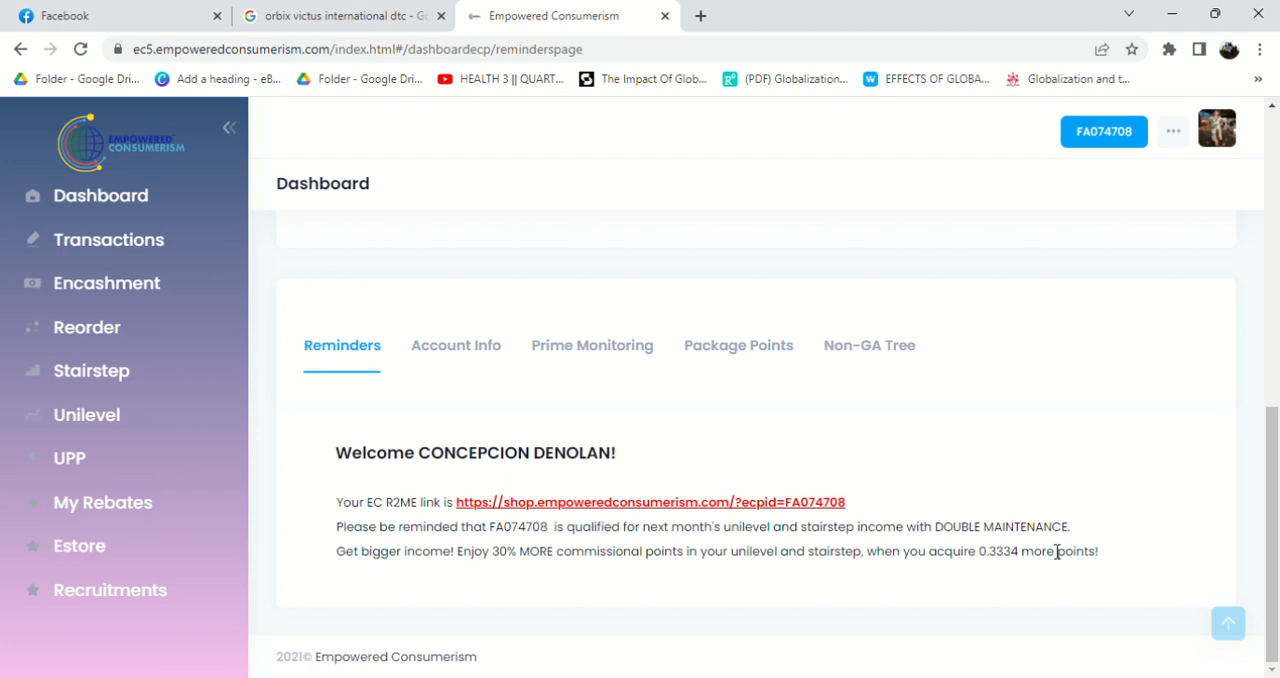 Facebook
orbix victus international dtc - Go
Empowered Consumerism
ec5.empoweredconsumerism.com/index.html#/dashboardecp/reminderspage
Folder - Google Dri...
Add a heading - eB...
Folder - Google Dri...
HEALTH 3 || QUART...
The Impact Of Glob...
(PDF) Globalization...
EFFECTS OF GLOBA...
Globalization and t...
EMPOWERED
CONSUMERISM
FA074708
Dashboard
Transactions
Encashment
Reorder
Stairstep
Unilevel
UPP
My Rebates
Estore
Recruitments
Dashboard
Reminders
Account Info
Prime Monitoring
Package Points
Non-GA Tree
Welcome CONCEPCION DENOLAN!
Your EC R2ME link is https://shop.empoweredconsumerism.com/?ecpid=FA074708
Please be reminded that FA074708 is qualified for next month's unilevel and stairstep income with DOUBLE MAINTENANCE.
Get bigger income! Enjoy 30% MORE commissional points in your unilevel and stairstep, when you acquire 0.3334 more points!
2021© Empowered Consumerism